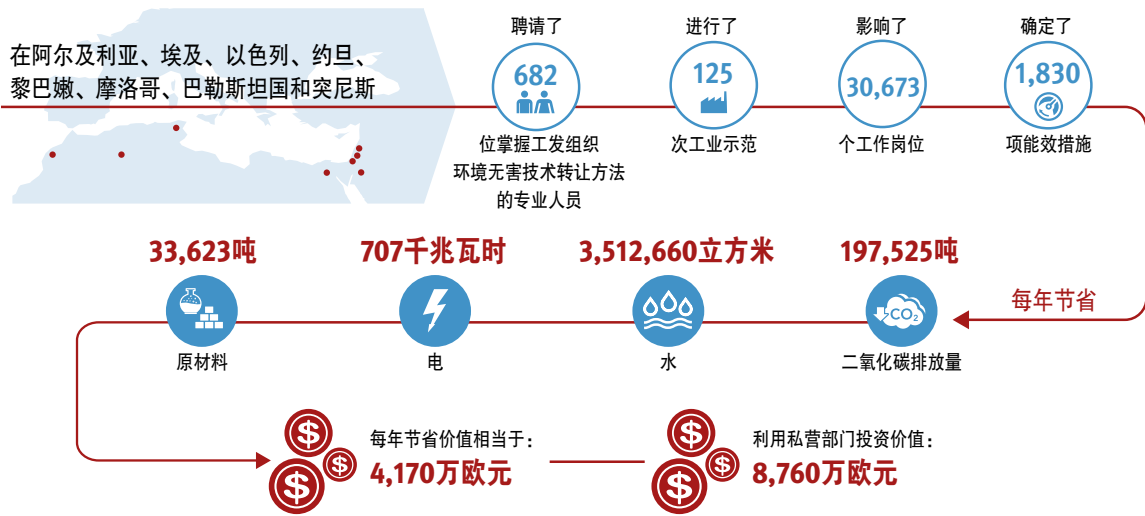 在阿尔及利亚、埃及、以色列、约旦、
黎巴嫩、摩洛哥、巴勒斯坦国和突尼斯
聘请了
682
位掌握工发组织
环境无害技术转让方法
的专业人员
进行了
125
次工业示范
影响了
30,673
个工作岗位
确定了
1,830
项能效措施
每年节省
197,525吨
CO2
二氧化碳排放量
3,512,660立方米
水
707千兆瓦时
电
33,623吨
原材料
$
$
$
每年节省价值相当于：
4,170万欧元
$
$
$
利用私营部门投资价值：
8,760万欧元